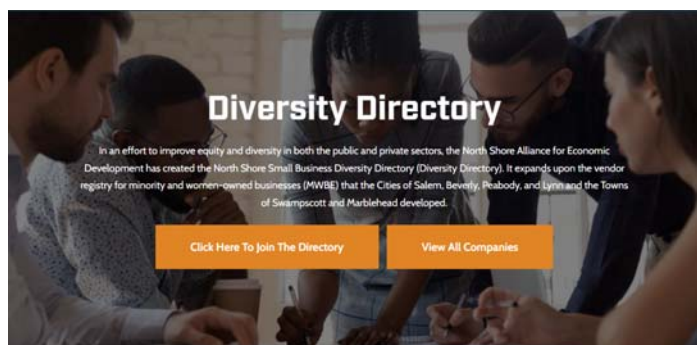 Diversity Directory
In an effort to improve equity and diversity in both the public and private sectors, the North Shore Alliance for Economic
Development has created the North Shore Small Business Diversity Directory (Diversity Directory). It expands upon the vendor
registry for minority and women-owned businesses (MWBE) that the Cities of Salem, Beverly, Peabody, and Lynn and the Towns
of Swampscott and Marblehead developed.
Click Here To Join The Directory
View All Companies